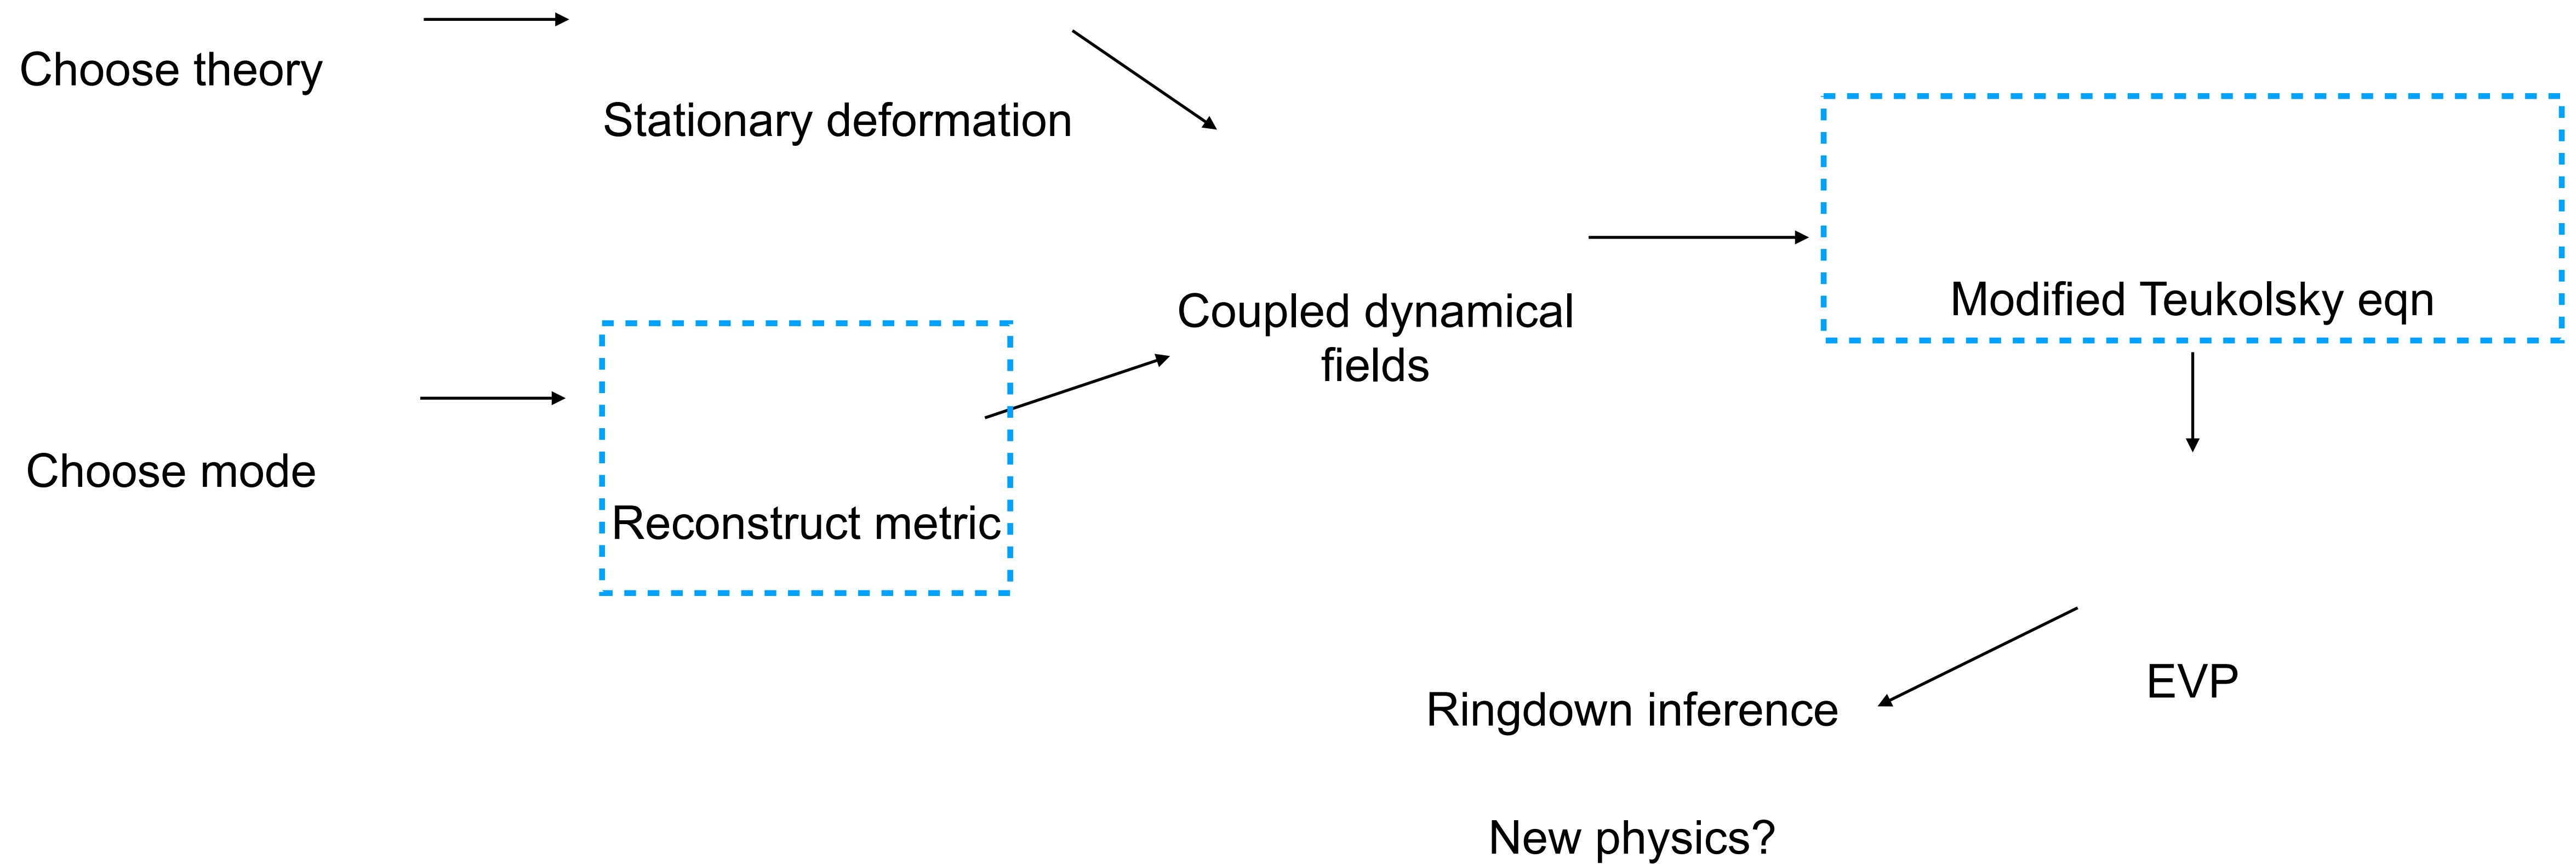 Choose theory
Stationary deformation
Choose mode
Reconstruct metric
Coupled dynamical
fields
Modified Teukolsky eqn
EVP
Ringdown inference
New physics?